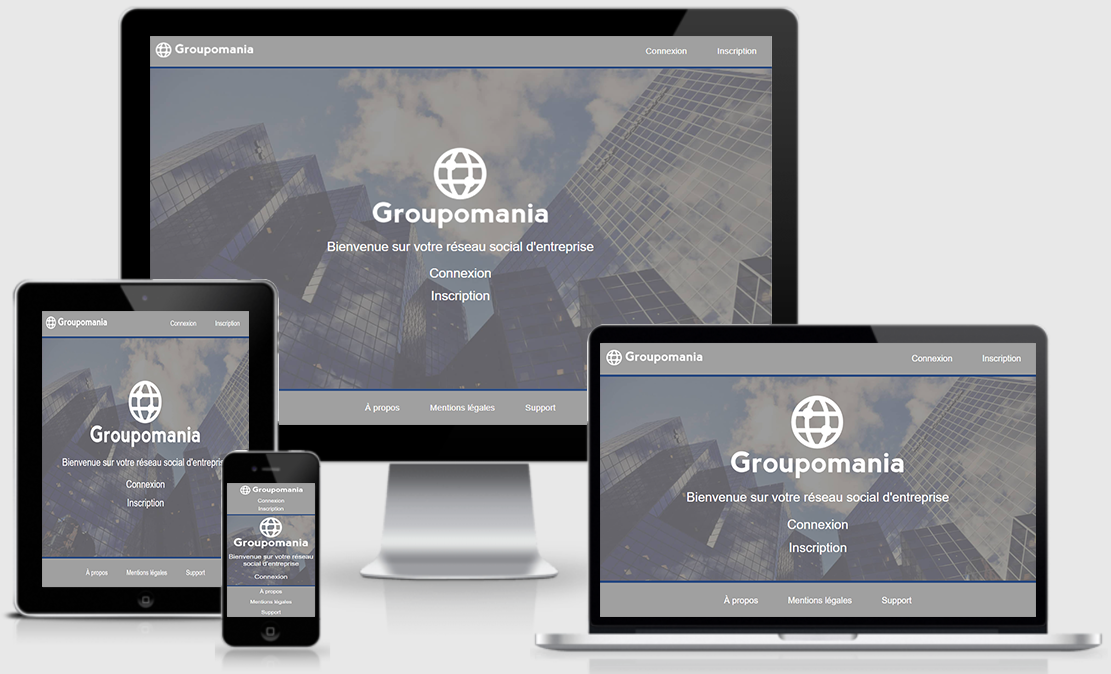 Groupomania
Connexion Inscription
Groupomania
Bienvenue sur votre réseau social d'entreprise
Connexion
Inscription
À propos Mentions légales Support
Groupomania
Connexion Inscription
Groupomania
Bienvenue sur votre réseau social d'entrepris
Connexion
Inscription
À propos Mentions légales Support
Groupomania
Connexion
Inscription
Groupomania
Bienvenue sur votre réseau
social d'entreprise
Connexion
À propos
Mentions légales
Support
Groupomania
Connexion Inscription
Groupomania
Bienvenue sur votre réseau social d'entreprise
Connexion
Inscription
À propos Mentions légales Support